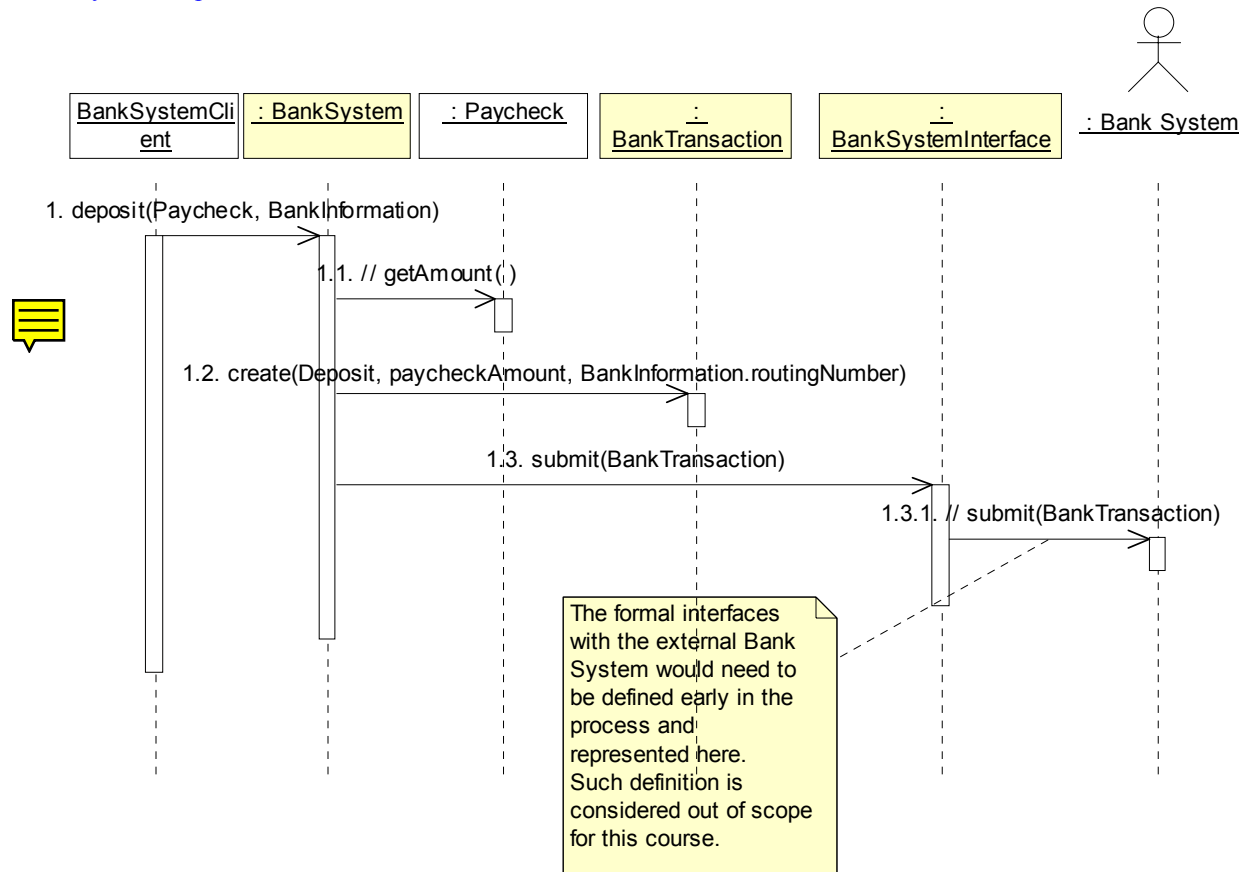 BankSystemCli
ent
: BankSystem
: Paycheck
:
BankTransaction
:
BankSystemInterface
: Bank System
1. deposit(Paycheck, BankInformation)
1.1. // getAmount( )
1.2. create(Deposit, paycheckAmount, BankInformation.routingNumber)
1.3. submit(BankTransaction)
1.3.1. // submit(BankTransaction)
The formal interfaces
with the external Bank
System would need to
be defined early in the
process and
represented here.
Such definition is
considered out of scope
for this course.